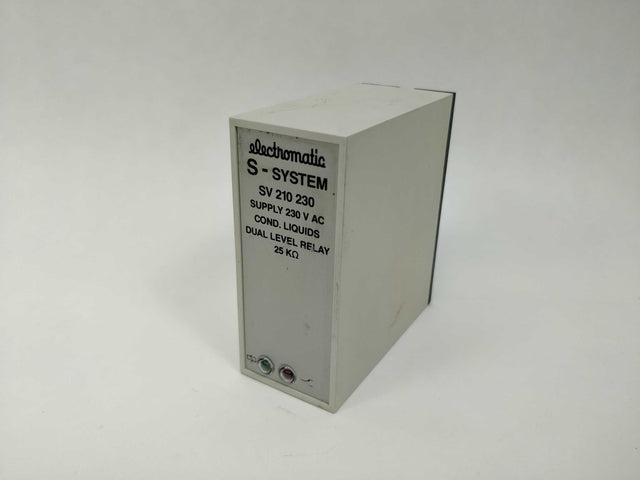 electromatic
S - SYSTEM
SV 210 230
SUPPLY 230 V AC
COND. LIQUIDS
DUAL LEVEL RELAY
25 KΩ